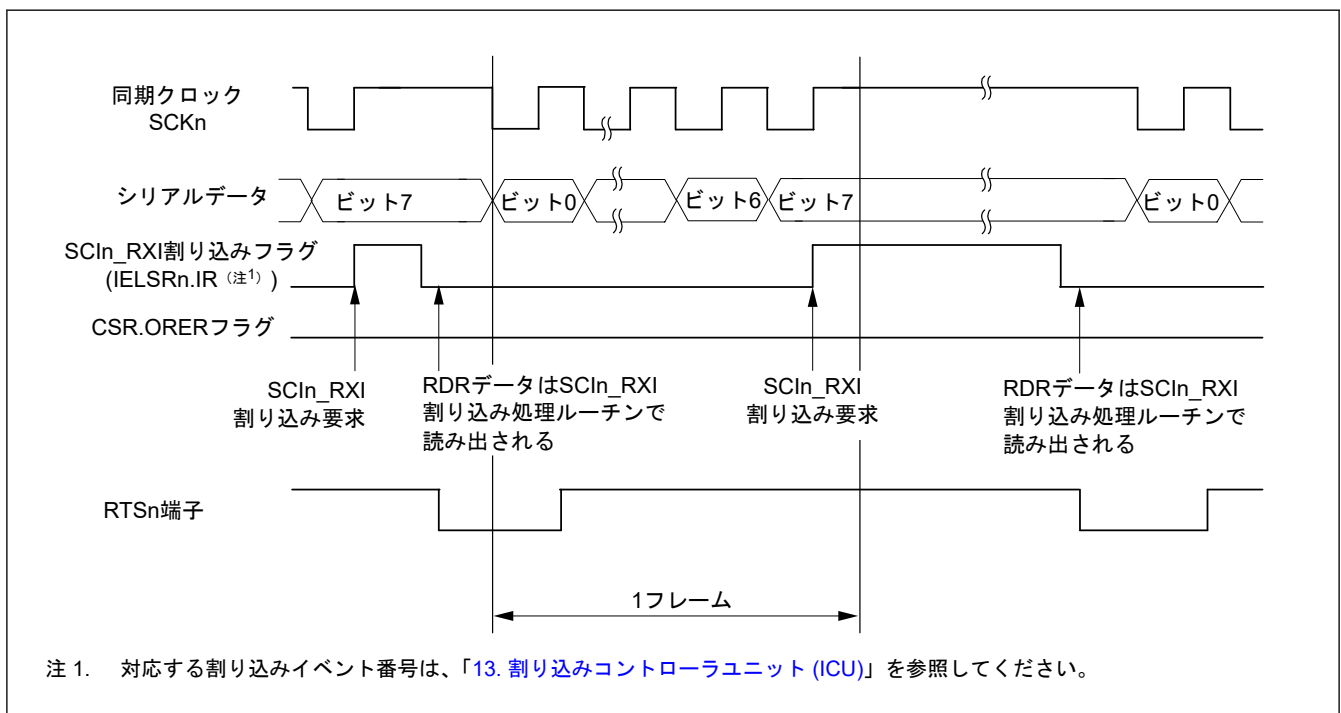 同期クロック
SCKn
シリアルデータ
ビット7
ビット0
ビット6
ビット7
ビット0
SCIn_RXI割り込みフラグ
(IELSRn.IR（注1）)
CSR.ORERフラグ
SCIn_RXI
割り込み要求
RDRデータはSCIn_RXI
割り込み処理ルーチンで
読み出される
SCIn_RXI
割り込み要求
RDRデータはSCIn_RXI
割り込み処理ルーチンで
読み出される
RTSn端子
1フレーム
注 1. 対応する割り込みイベント番号は、「13. 割り込みコントローラユニット (ICU)」を参照してください。